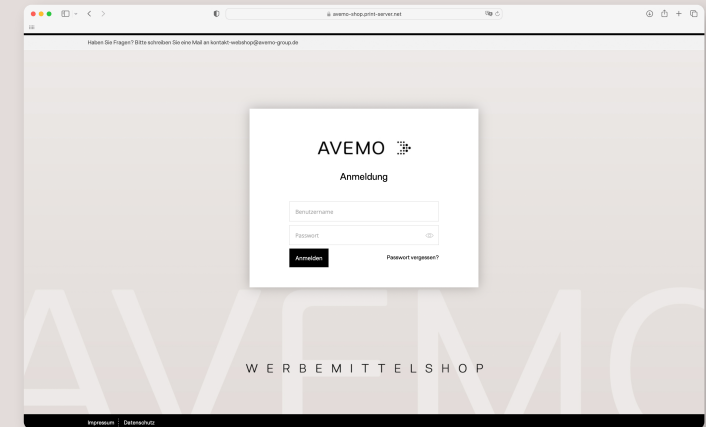 avemo-shop.print-server.net
Haben Sie Fragen? Bitte schreiben Sie eine Mail an kontakt-webshop@avemo-group.de
AVEMO
Anmeldung
Benutzername
Passwort
Anmelden
Passwort vergessen?
AVEMO
WERBEMITTELSHOP
Impressum
Datenschutz